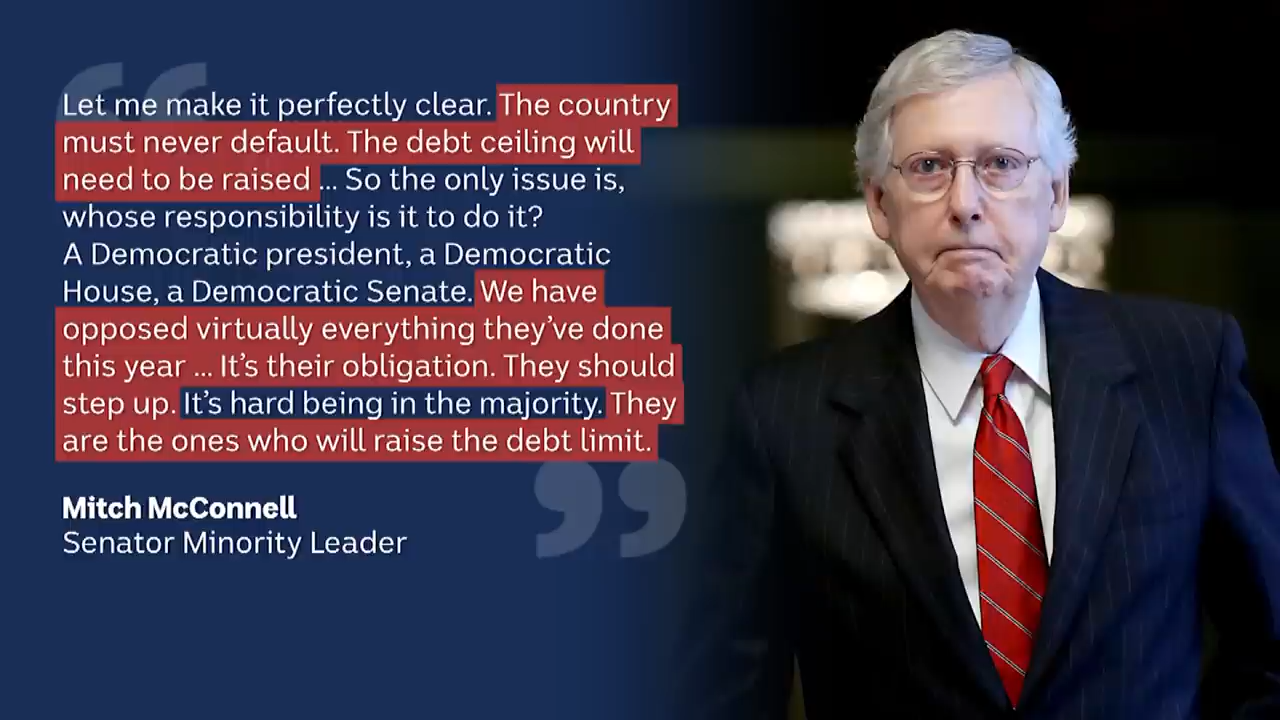 Let me make it perfectly clear. The country
must never default. The debt ceiling will
need to be raised ... So the only issue is,
whose responsibility is it to do it?
A Democratic president, a Democratic
House, a Democratic Senate. We have
opposed virtually everything they’ve done
this year ... It’s their obligation. They should
step up. It’s hard being in the majority. They
are the ones who will raise the debt limit.
Mitch McConnell
Senator Minority Leader